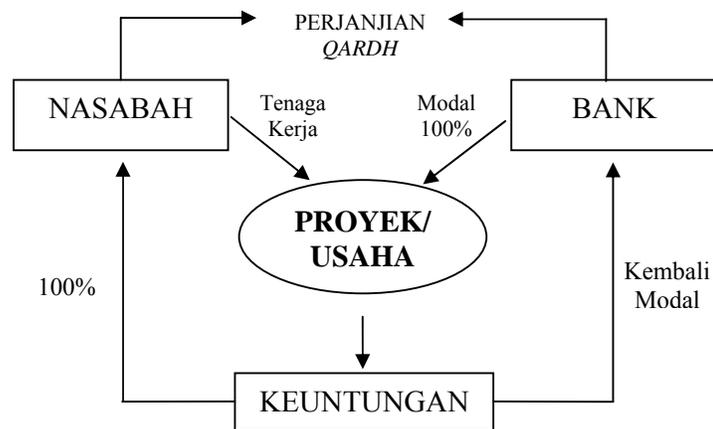 PERJANJIAN
QARDH
NASABAH
BANK
Tenaga
Kerja
Modal
100%
PROYEK/
USAHA
100%
Kembali
Modal
KEUNTUNGAN